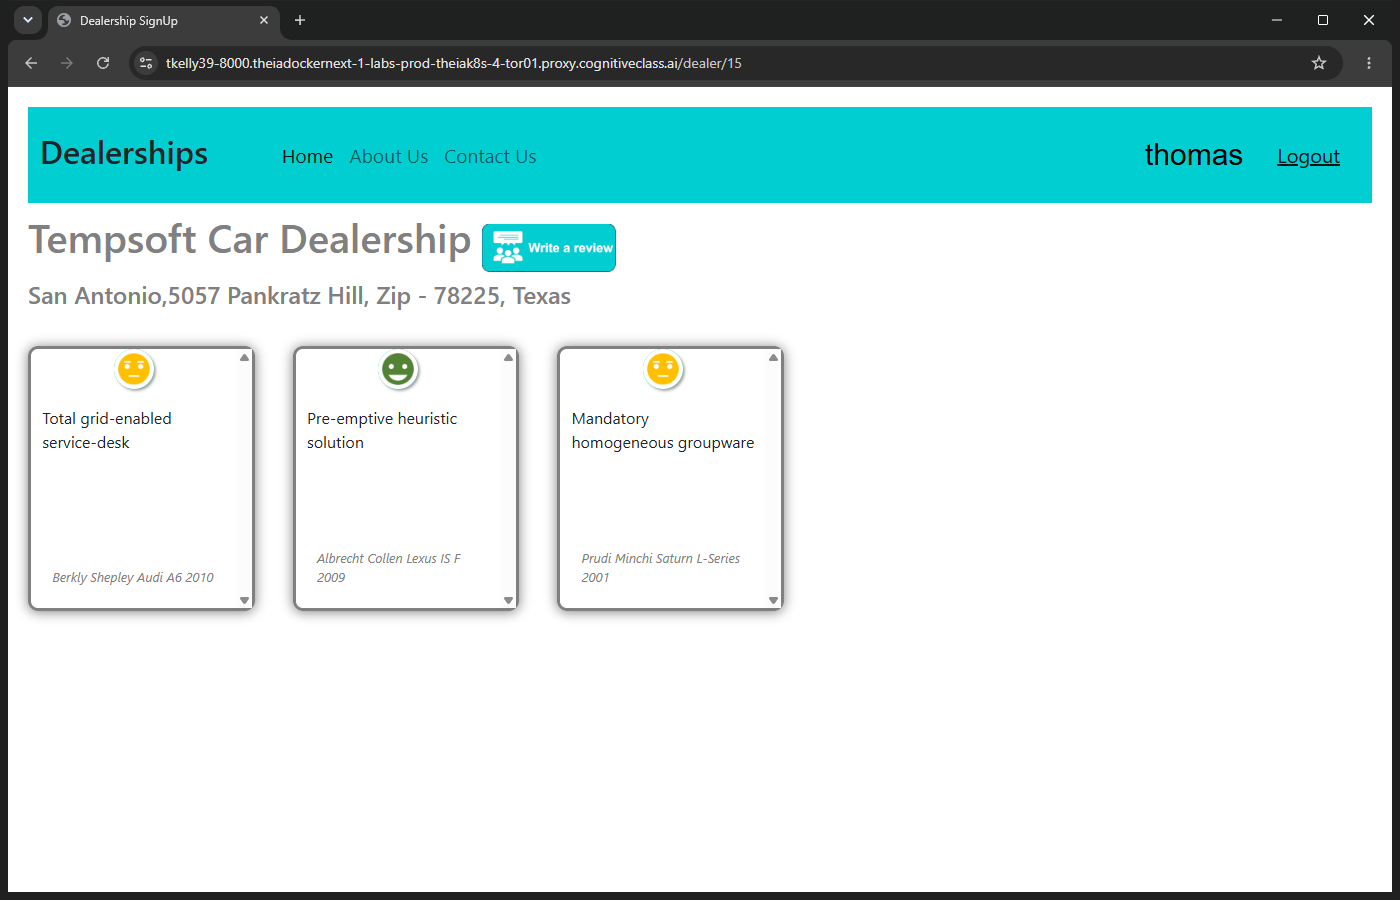 Dealership SignUp
tkelly39-8000.theiadockernext-1-labs-prod-theiak8s-4-tor01.proxy.cognitiveclass.ai/dealer/15
Dealerships
Home
About Us
Contact Us
thomas
Logout
Tempsoft Car Dealership
Write a review
San Antonio,5057 Pankratz Hill, Zip - 78225, Texas
Total grid-enabled
service-desk
Berkly Shepley Audi A6 2010
Pre-emptive heuristic
solution
Albrecht Collen Lexus IS F
2009
Mandatory
homogeneous groupware
Prudi Minchi Saturn L-Series
2001